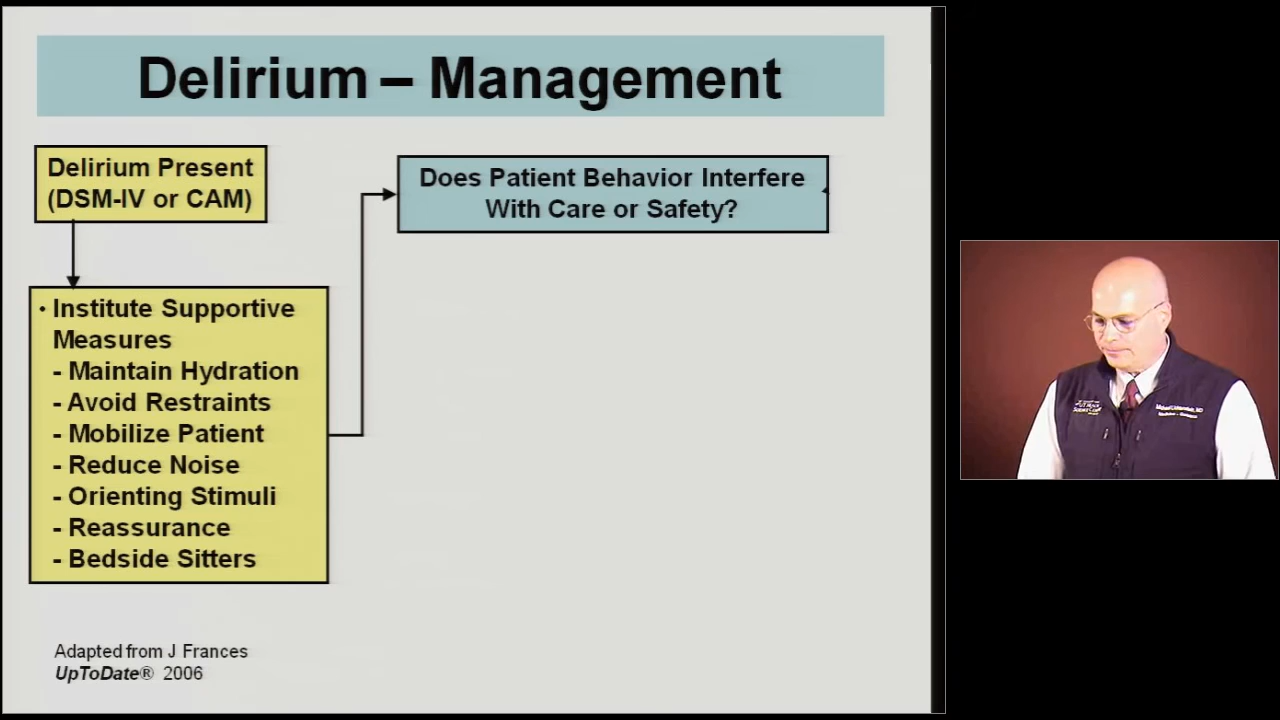 Delirium – Management
Delirium Present
(DSM-IV or CAM)
Does Patient Behavior Interfere
With Care or Safety?
• Institute Supportive
Measures
- Maintain Hydration
- Avoid Restraints
- Mobilize Patient
- Reduce Noise
- Orienting Stimuli
- Reassurance
- Bedside Sitters
Adapted from J Frances
UpToDate® 2006